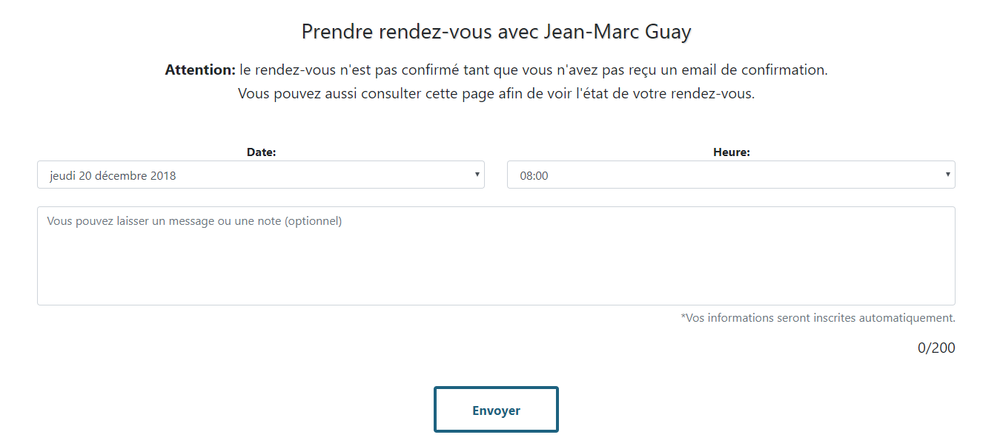 Prendre rendez-vous avec Jean-Marc Guay
Attention: le rendez-vous n'est pas confirmé tant que vous n'avez pas reçu un email de confirmation.
Vous pouvez aussi consulter cette page afin de voir l'état de votre rendez-vous.
Date:
Heure:
jeudi 20 décembre 2018
08:00
Vous pouvez laisser un message ou une note (optionnel)
*Vos informations seront inscrites automatiquement.
0/200
Envoyer